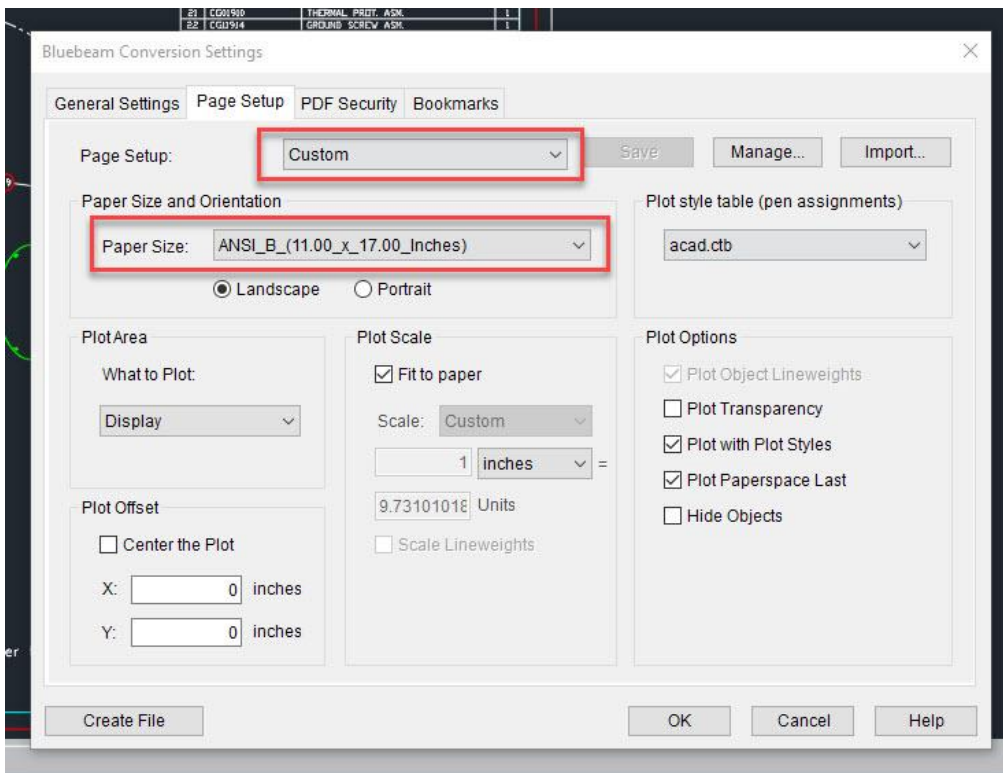 21 CG01910 THERMAL PROT. ASM. 1
22 CG13914 GROUND SCREW ASM. 1
Bluebeam Conversion Settings
General Settings Page Setup PDF Security Bookmarks
Page Setup: Custom Save Manage... Import...
Paper Size and Orientation Plot style table (pen assignments)
Paper Size: ANSI_B_(11.00_x_17.00_Inches) acad.ctb
Landscape Portrait
Plot Area Plot Scale Plot Options
What to Plot: Fit to paper Plot Object Lineweights
Display Scale: Custom Plot Transparency
1 inches = Plot with Plot Styles
Plot Offset 9.73101018 Units Plot Paperspace Last
Center the Plot Scale Lineweights Hide Objects
X: 0 inches
Y: 0 inches
er
Create File OK Cancel Help